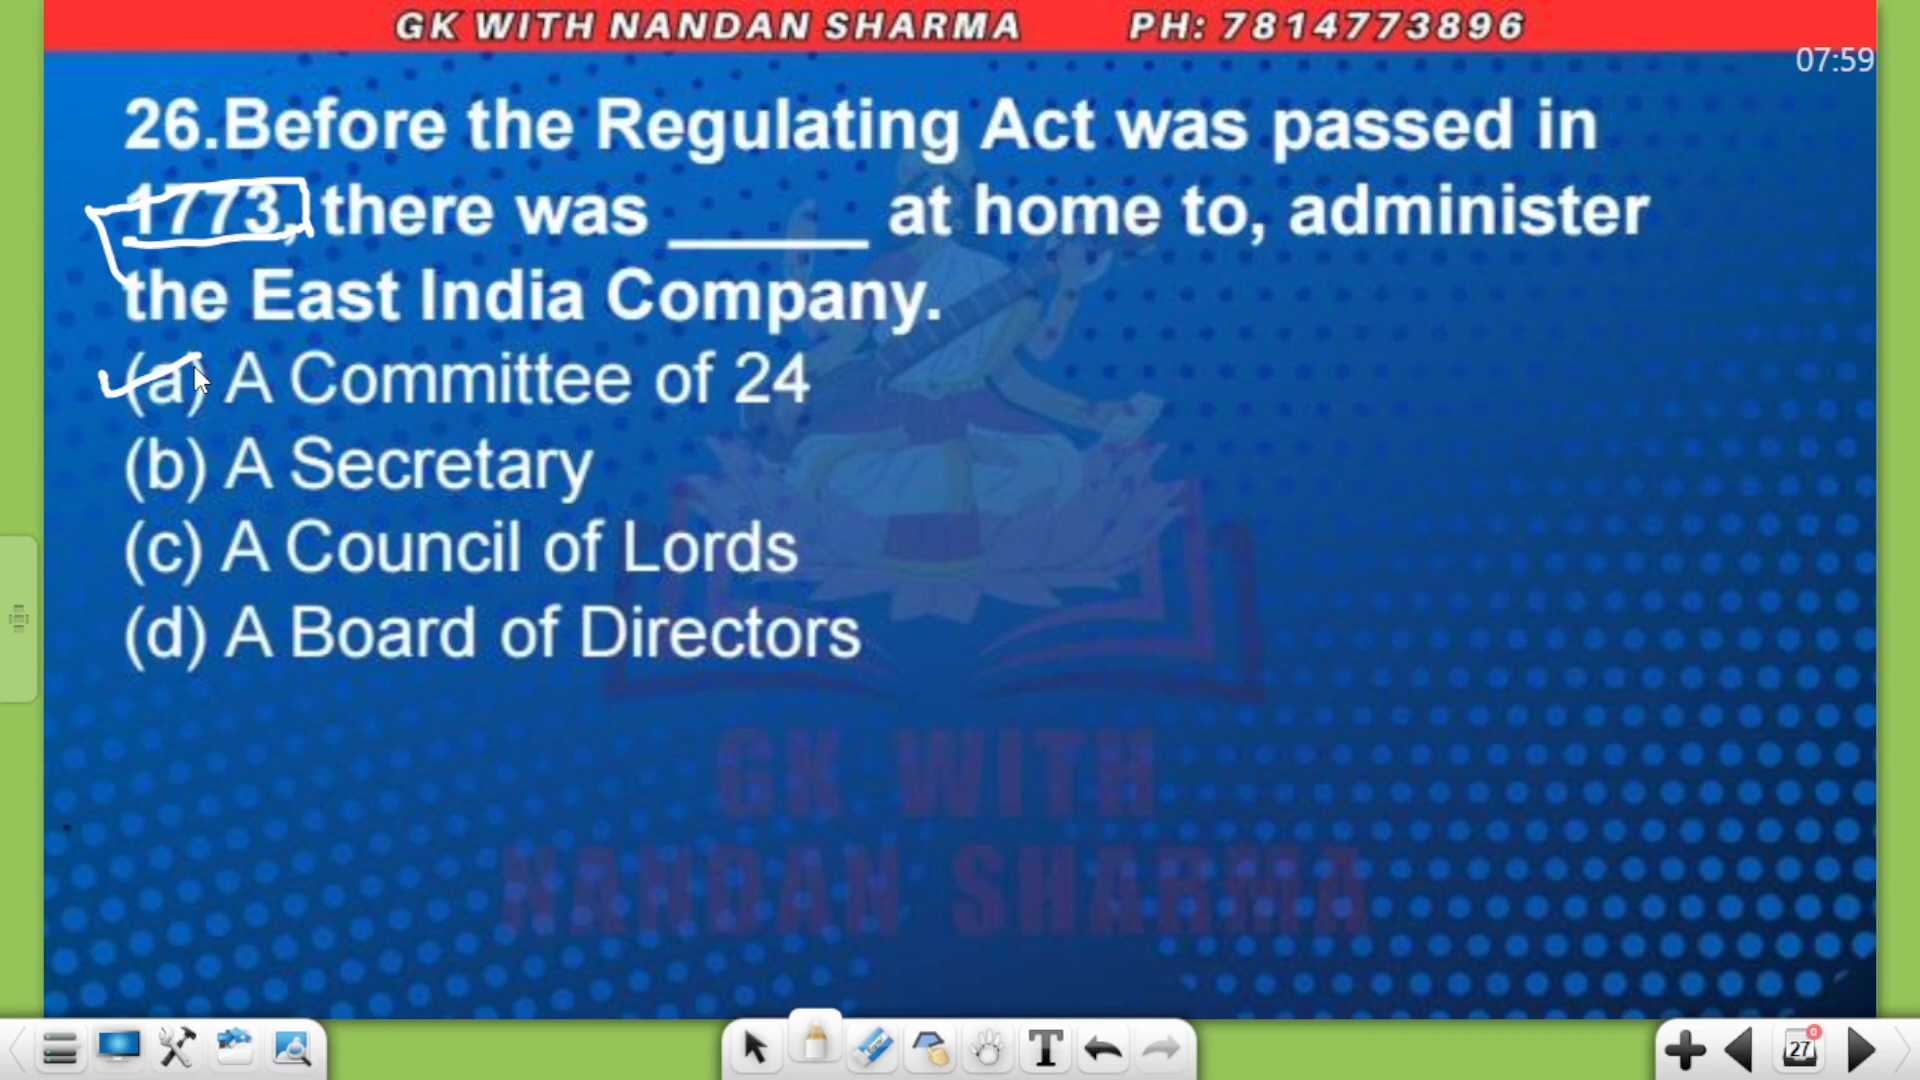 GK WITH NANDAN SHARMA PH: 7814773896
07:59
26.Before the Regulating Act was passed in
1773, there was ______ at home to, administer
the East India Company.
(a) A Committee of 24
(b) A Secretary
(c) A Council of Lords
(d) A Board of Directors
GK WITH
NANDAN SHARMA
T
27
0